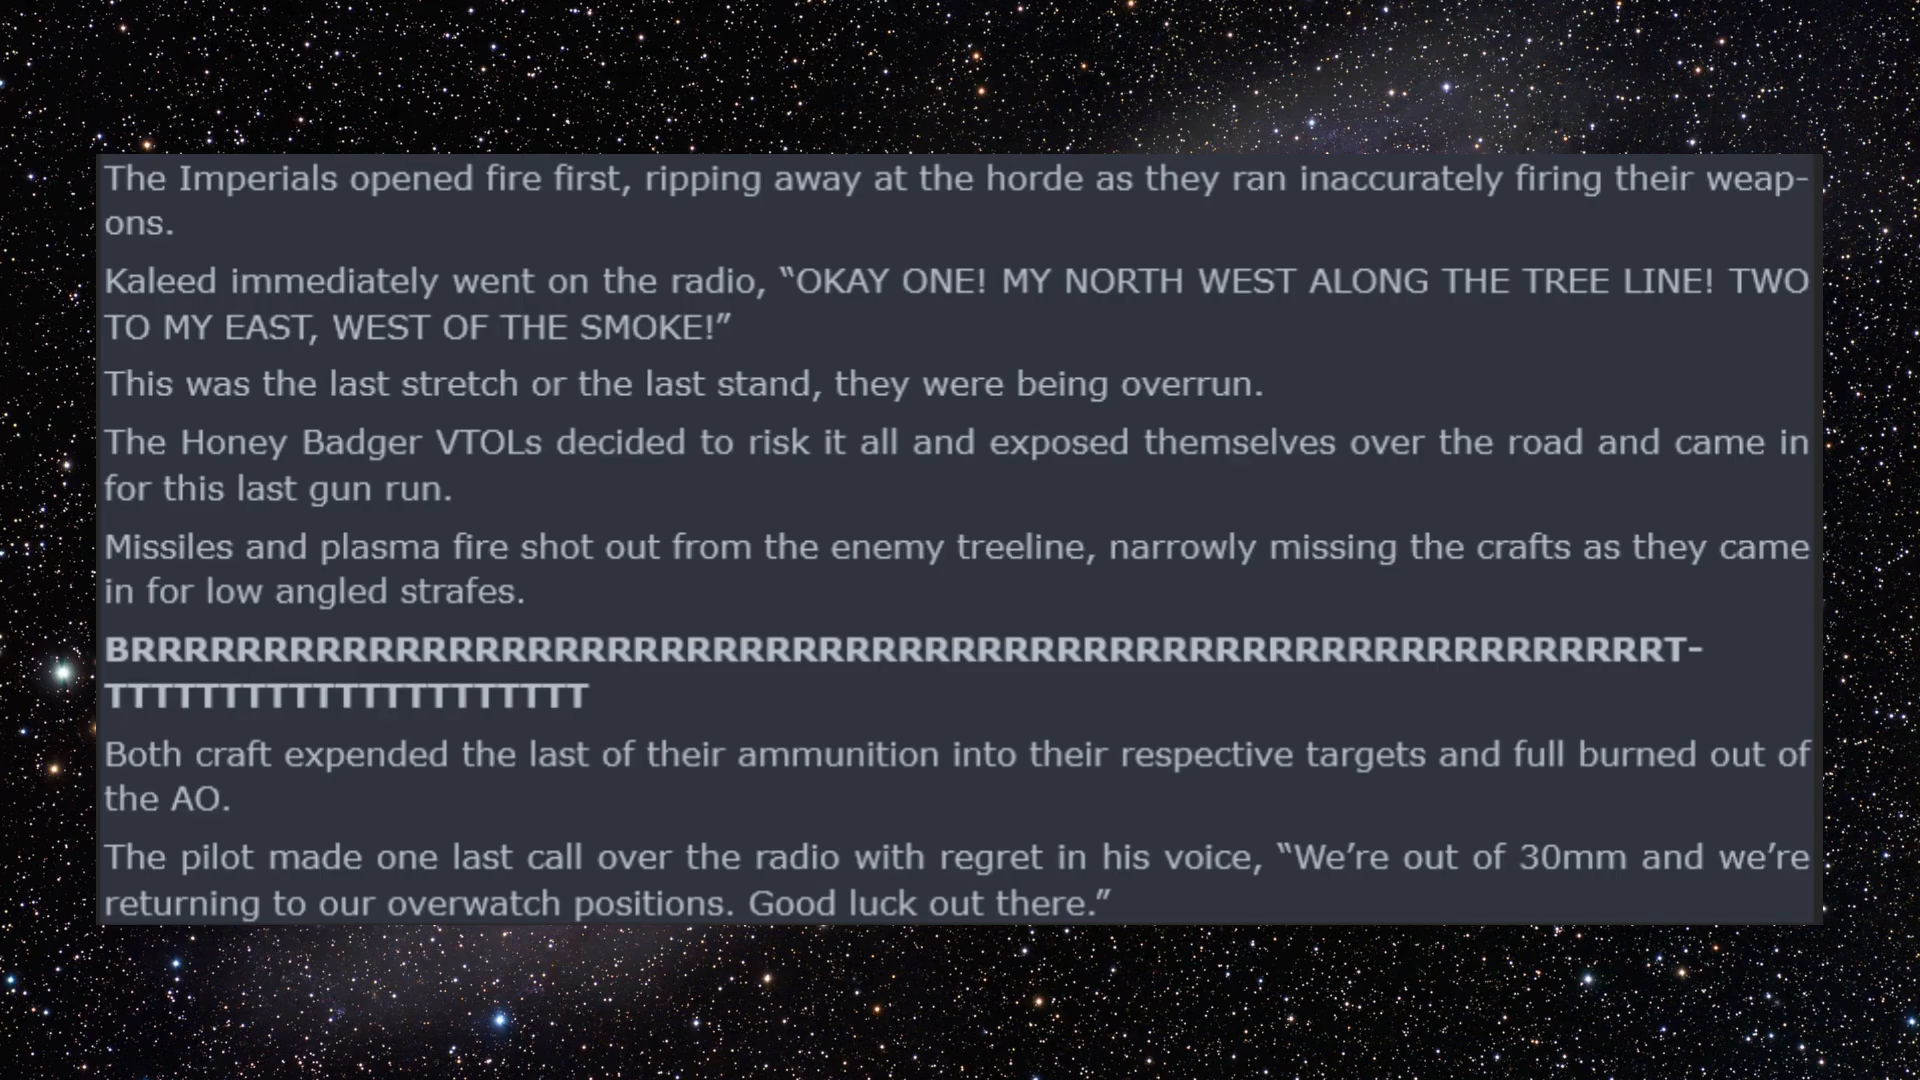 The Imperials opened fire first, ripping away at the horde as they ran inaccurately firing their weap-
ons.
Kaleed immediately went on the radio, “OKAY ONE! MY NORTH WEST ALONG THE TREE LINE! TWO
TO MY EAST, WEST OF THE SMOKE!”
This was the last stretch or the last stand, they were being overrun.
The Honey Badger VTOLs decided to risk it all and exposed themselves over the road and came in
for this last gun run.
Missiles and plasma fire shot out from the enemy treeline, narrowly missing the crafts as they came
in for low angled strafes.
BRRRRRRRRRRRRRRRRRRRRRRRRRRRRRRRRRRRRRRRRRRRRRRRRRRRRRRRRRRT-
TTTTTTTTTTTTTTTTTTTTT
Both craft expended the last of their ammunition into their respective targets and full burned out of
the AO.
The pilot made one last call over the radio with regret in his voice, “We’re out of 30mm and we’re
returning to our overwatch positions. Good luck out there.”